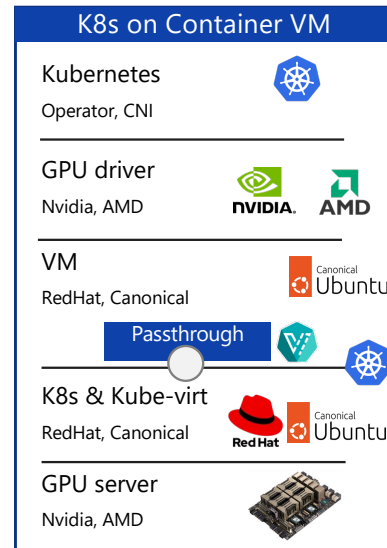 K8s on Container VM
Kubernetes
Operator, CNI
GPU driver
Nvidia, AMD
NVIDIA.
AMD
VM
RedHat, Canonical
Canonical
Ubuntu
Passthrough
K8s & Kube-virt
RedHat, Canonical
Red Hat
Canonical
Ubuntu
GPU server
Nvidia, AMD